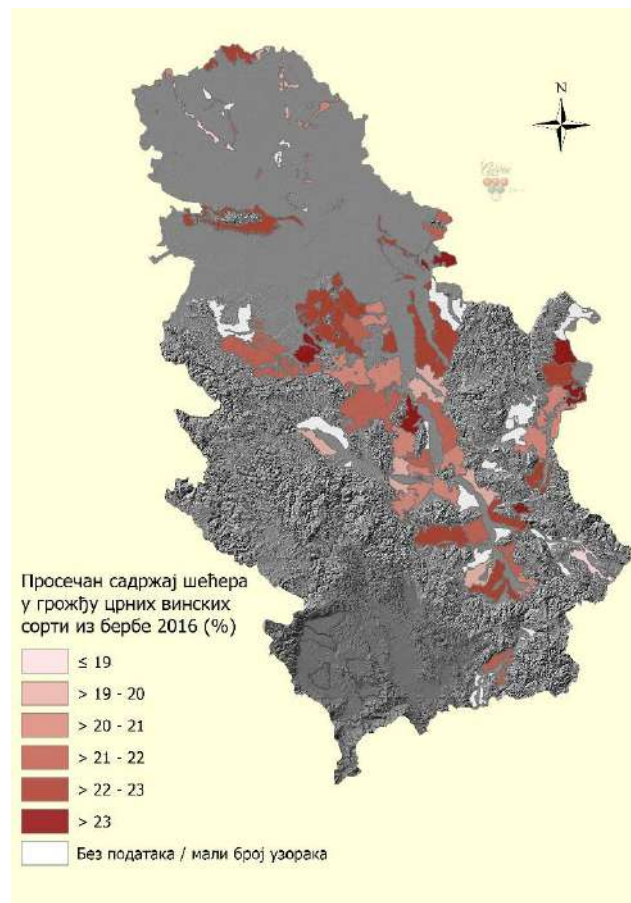 N
Просечан садржај шећера
у грожђу црних винских
сорти из бербе 2016 (%)
≤ 19
> 19 - 20
> 20 - 21
> 21 - 22
> 22 - 23
> 23
Без података / мали број узорака